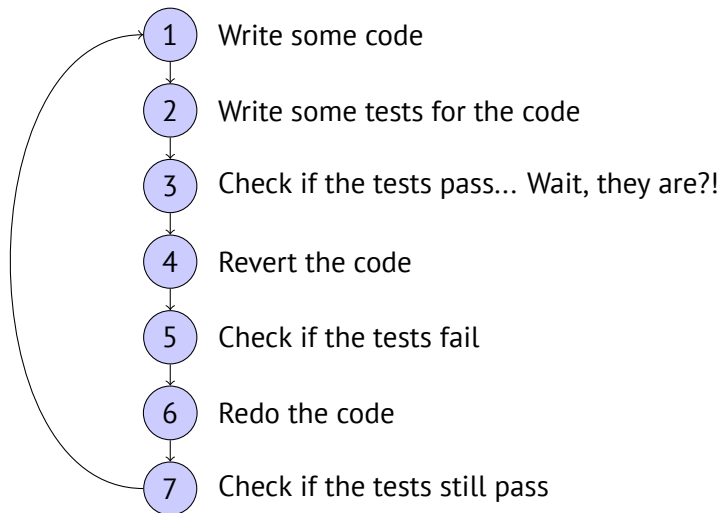 1 Write some code
2 Write some tests for the code
3 Check if the tests pass... Wait, they are?!
4 Revert the code
5 Check if the tests fail
6 Redo the code
7 Check if the tests still pass